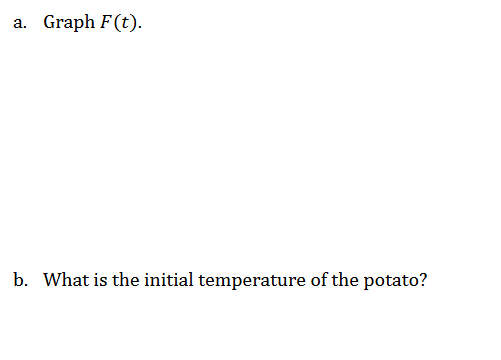 a. Graph F(t).
b. What is the initial temperature of the potato?